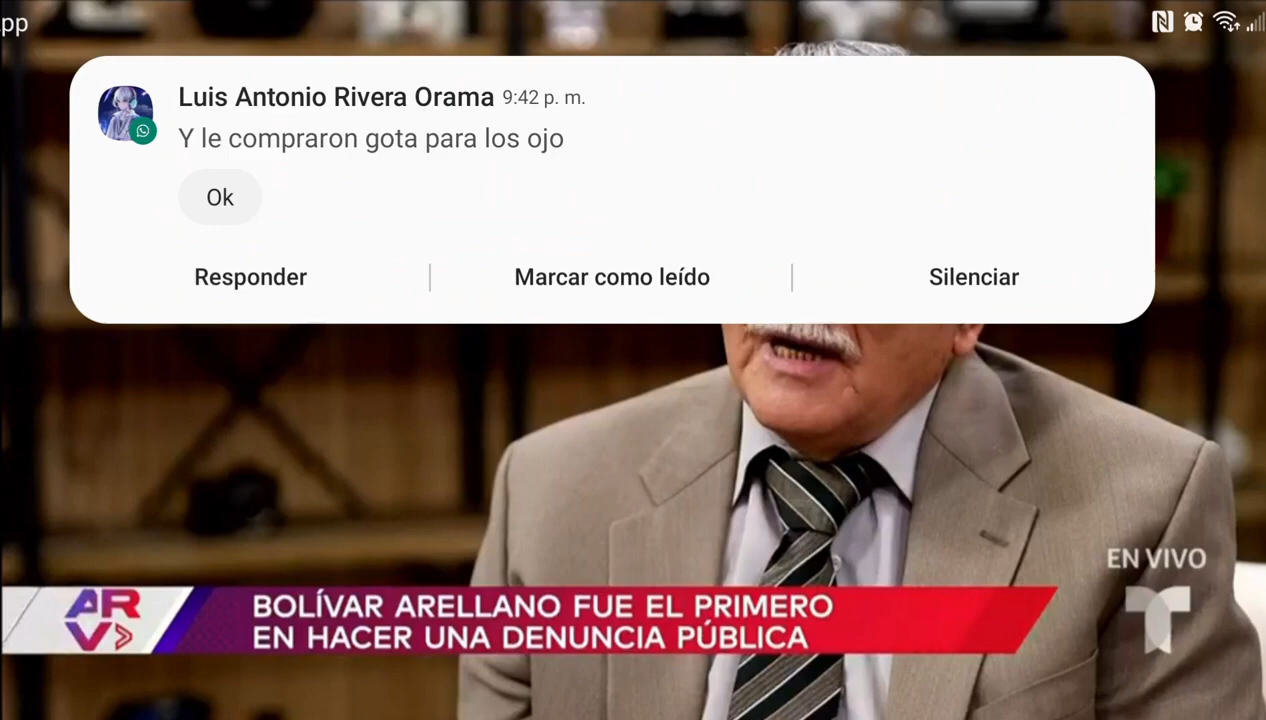 pp
Luis Antonio Rivera Orama 9:42 p. m.
Y le compraron gota para los ojo
Ok
Responder
Marcar como leído
Silenciar
EN VIVO
ARV
BOLÍVAR ARELLANO FUE EL PRIMERO
EN HACER UNA DENUNCIA PÚBLICA